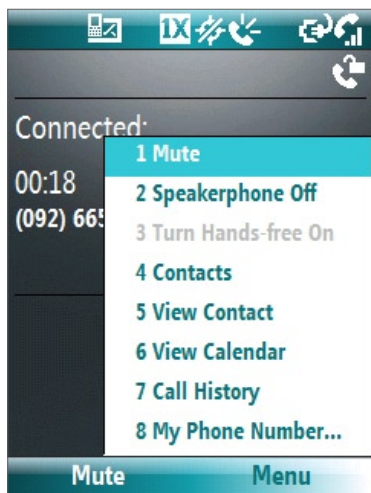 1X
Connected:
00:18
(092) 665
1 Mute
2 Speakerphone Off
3 Turn Hands-free On
4 Contacts
5 View Contact
6 View Calendar
7 Call History
8 My Phone Number...
Mute Menu